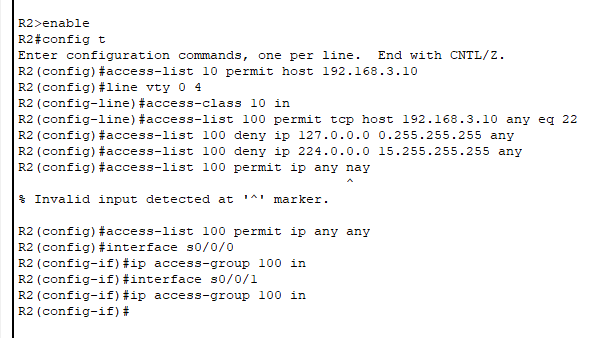 R2>enable
R2#config t
Enter configuration commands, one per line.  End with CNTL/Z.
R2(config)#access-list 10 permit host 192.168.3.10
R2(config)#line vty 0 4
R2(config-line)#access-class 10 in
R2(config-line)#access-list 100 permit tcp host 192.168.3.10 any eq 22
R2(config)#access-list 100 deny ip 127.0.0.0 0.255.255.255 any
R2(config)#access-list 100 deny ip 224.0.0.0 15.255.255.255 any
R2(config)#access-list 100 permit ip any nay
^
% Invalid input detected at '^' marker.
R2(config)#access-list 100 permit ip any any
R2(config)#interface s0/0/0
R2(config-if)#ip access-group 100 in
R2(config-if)#interface s0/0/1
R2(config-if)#ip access-group 100 in
R2(config-if)#